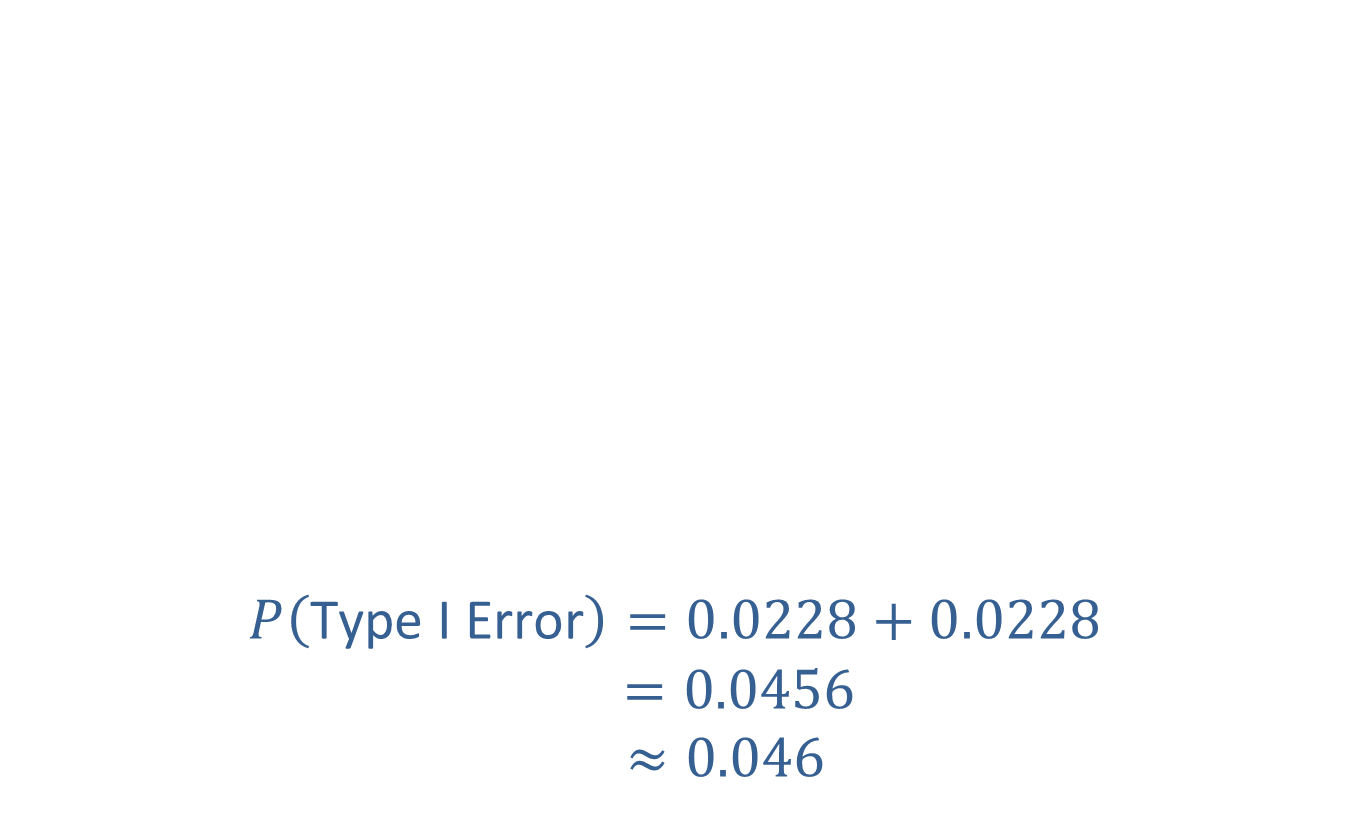 𝑃(Type I Error) = 0.0228 + 0.0228
= 0.0456
≈ 0.046